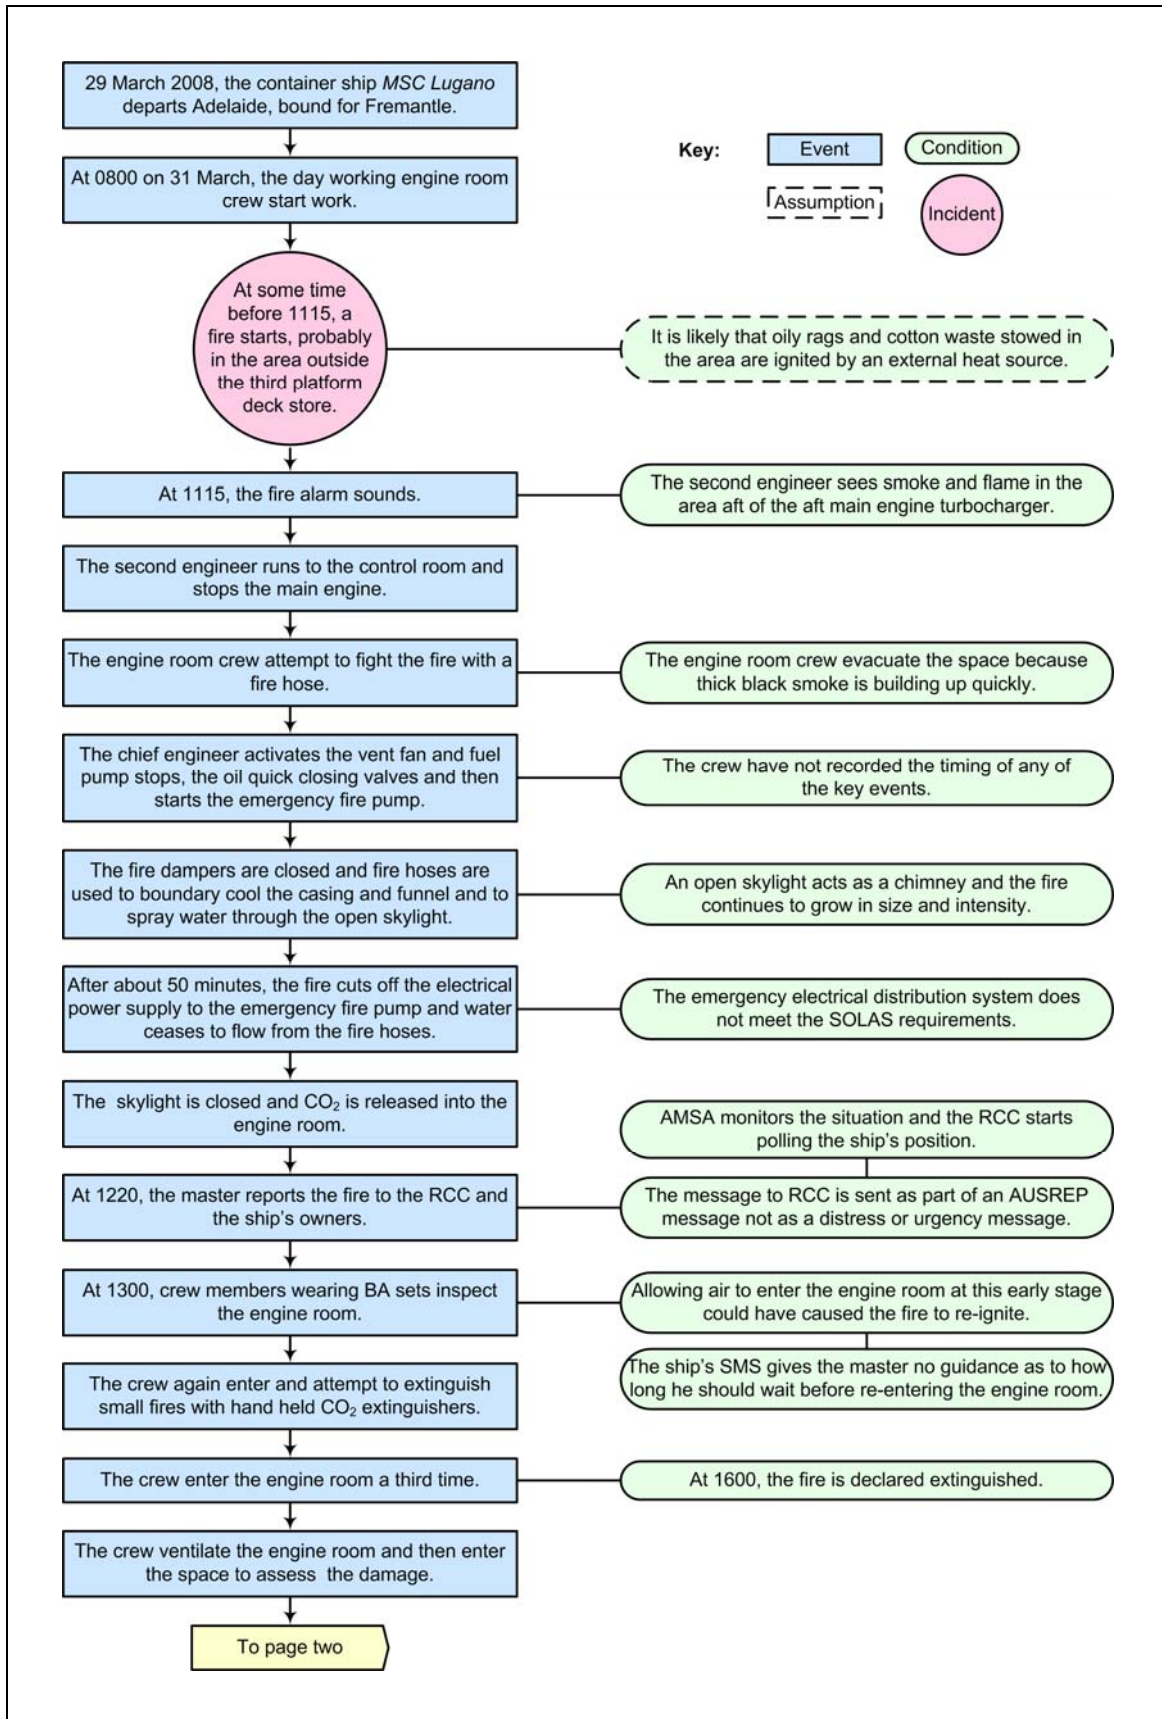 29 March 2008, the container ship MSC Lugano
departs Adelaide, bound for Fremantle.
Key:
Event
Condition
Assumption
Incident
At 0800 on 31 March, the day working engine room
crew start work.
At some time
before 1115, a
fire starts, probably
in the area outside
the third platform
deck store.
It is likely that oily rags and cotton waste stowed in
the area are ignited by an external heat source.
At 1115, the fire alarm sounds.
The second engineer sees smoke and flame in the
area aft of the aft main engine turbocharger.
The second engineer runs to the control room and
stops the main engine.
The engine room crew attempt to fight the fire with a
fire hose.
The engine room crew evacuate the space because
thick black smoke is building up quickly.
The chief engineer activates the vent fan and fuel
pump stops, the oil quick closing valves and then
starts the emergency fire pump.
The crew have not recorded the timing of any of
the key events.
The fire dampers are closed and fire hoses are
used to boundary cool the casing and funnel and to
spray water through the open skylight.
An open skylight acts as a chimney and the fire
continues to grow in size and intensity.
After about 50 minutes, the fire cuts off the electrical
power supply to the emergency fire pump and water
ceases to flow from the fire hoses.
The emergency electrical distribution system does
not meet the SOLAS requirements.
The skylight is closed and CO₂ is released into the
engine room.
AMSA monitors the situation and the RCC starts
polling the ship's position.
At 1220, the master reports the fire to the RCC and
the ship's owners.
The message to RCC is sent as part of an AUSREP
message not as a distress or urgency message.
At 1300, crew members wearing BA sets inspect
the engine room.
Allowing air to enter the engine room at this early stage
could have caused the fire to re-ignite.
The ship's SMS gives the master no guidance as to how
long he should wait before re-entering the engine room.
The crew again enter and attempt to extinguish
small fires with hand held CO₂ extinguishers.
The crew enter the engine room a third time.
At 1600, the fire is declared extinguished.
The crew ventilate the engine room and then enter
the space to assess the damage.
To page two